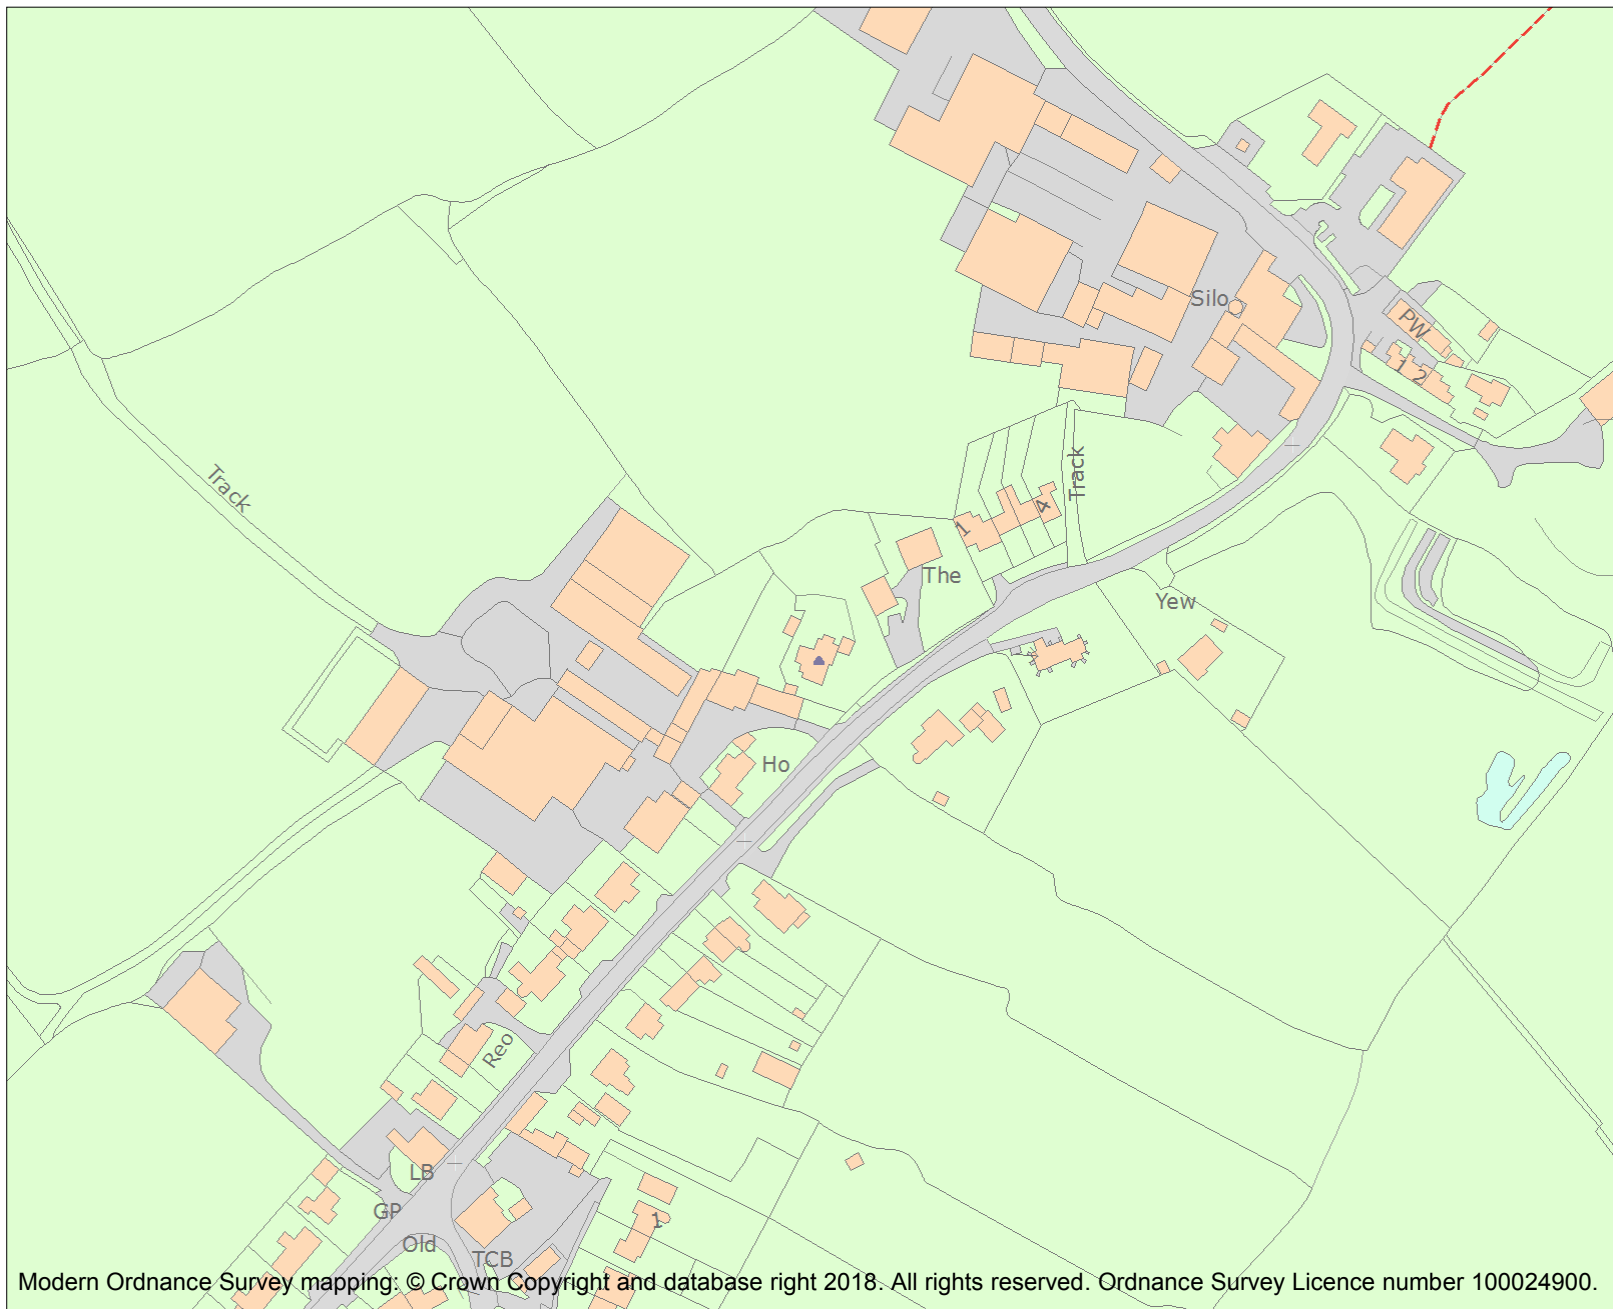 Silo
PW
1 2
Track
Track
4
1
The
Yew
Ho
Reo
LB
GP
Old
TCB
1
Modern Ordnance Survey mapping: © Crown Copyright and database right 2018. All rights reserved. Ordnance Survey Licence number 100024900.